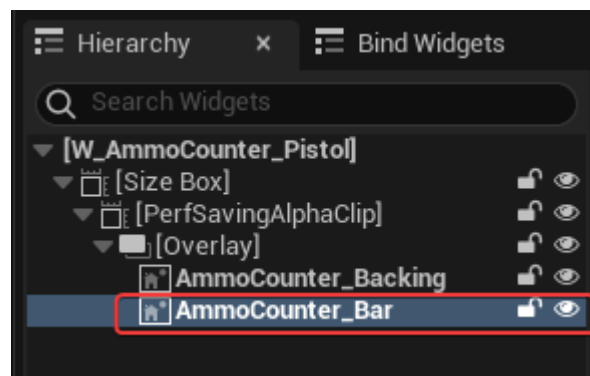 Hierarchy × Bind Widgets
Search Widgets
[W_AmmoCounter_Pistol]
[Size Box]
[PerfSavingAlphaClip]
[Overlay]
AmmoCounter_Backing
AmmoCounter_Bar